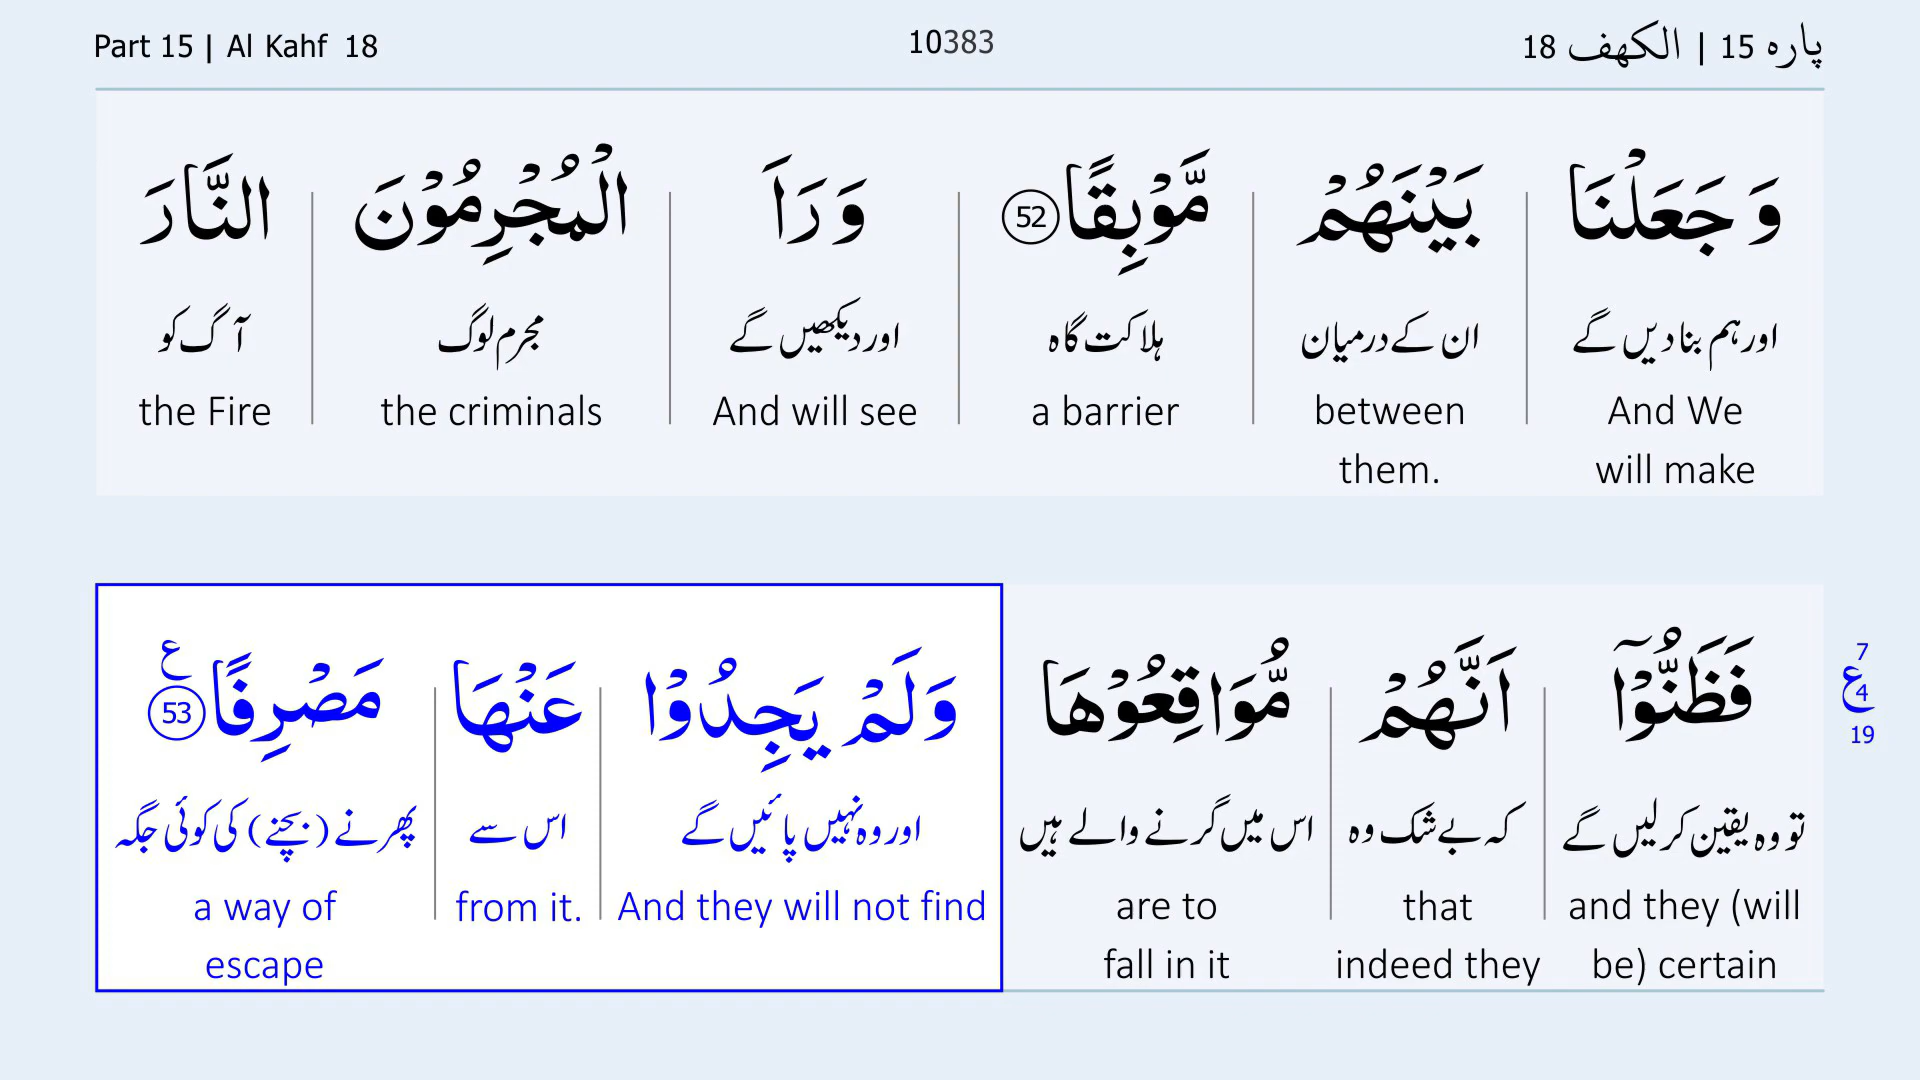 Part 15 | Al Kahf 18
10383
پارہ 15 | الکھف 18
وَ جَعَلْنَا بَيْنَهُمْ مَّوْبِقًا 52 وَ رَاَ الْمُجْرِمُوْنَ النَّارَ
اور ہم بنا دیں گے ان کے درمیان ہلاکت گاہ اور دیکھیں گے مجرم لوگ آگ کو
And We between a barrier And will see the criminals the Fire
will make them.
فَظَنُّوْۤا اَنَّهُمْ مُّوَاقِعُوْهَا وَلَمْ يَجِدُوْا عَنْهَا مَصْرِفًا ع 53
7
ع
4
19
تو وہ یقین کر لیں گے کہ بے شک وہ اس میں گرنے والے ہیں اور وہ نہیں پائیں گے اس سے پھرنے (بچنے) کی کوئی جگہ
and they (will that are to And they will not find from it. a way of
be) certain indeed they fall in it escape